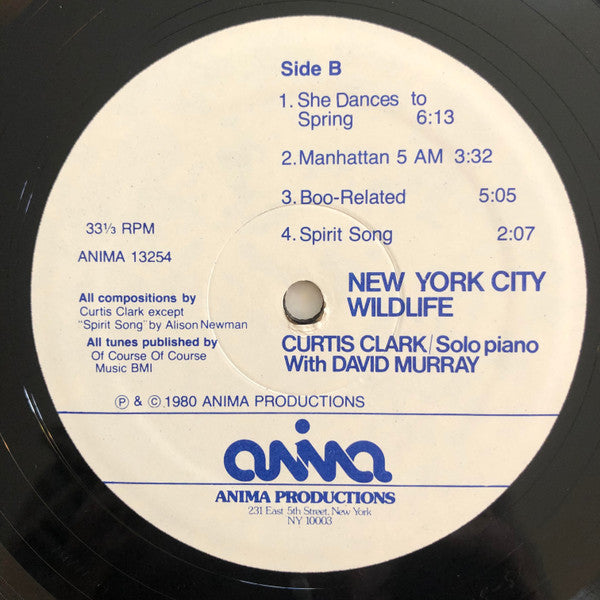 Side B
1. She Dances to
Spring 6:13
2. Manhattan 5 AM 3:32
3. Boo-Related 5:05
4. Spirit Song 2:07
33⅓ RPM
ANIMA 13254
All compositions by
Curtis Clark except
"Spirit Song" by Alison Newman
All tunes published by
Of Course Of Course
Music BMI
NEW YORK CITY
WILDLIFE
CURTIS CLARK/Solo piano
With DAVID MURRAY
Ⓟ & © 1980 ANIMA PRODUCTIONS
anima
ANIMA PRODUCTIONS
231 East 5th Street, New York
NY 10003